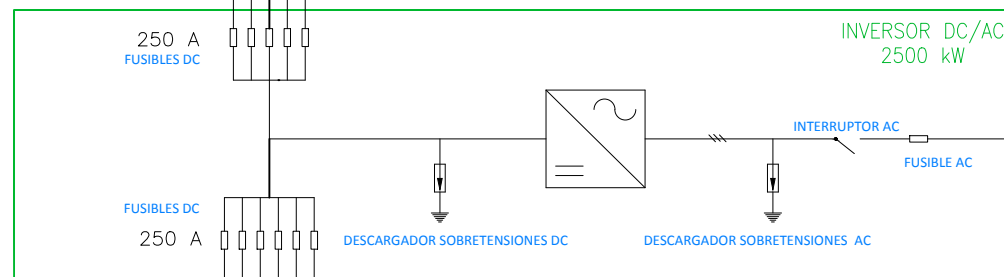 INVERSOR DC/AC
2500 kW
250 A
FUSIBLES DC
INTERRUPTOR AC
FUSIBLE AC
FUSIBLES DC
250 A
DESCARGADOR SOBRETENSIONES DC
DESCARGADOR SOBRETENSIONES AC